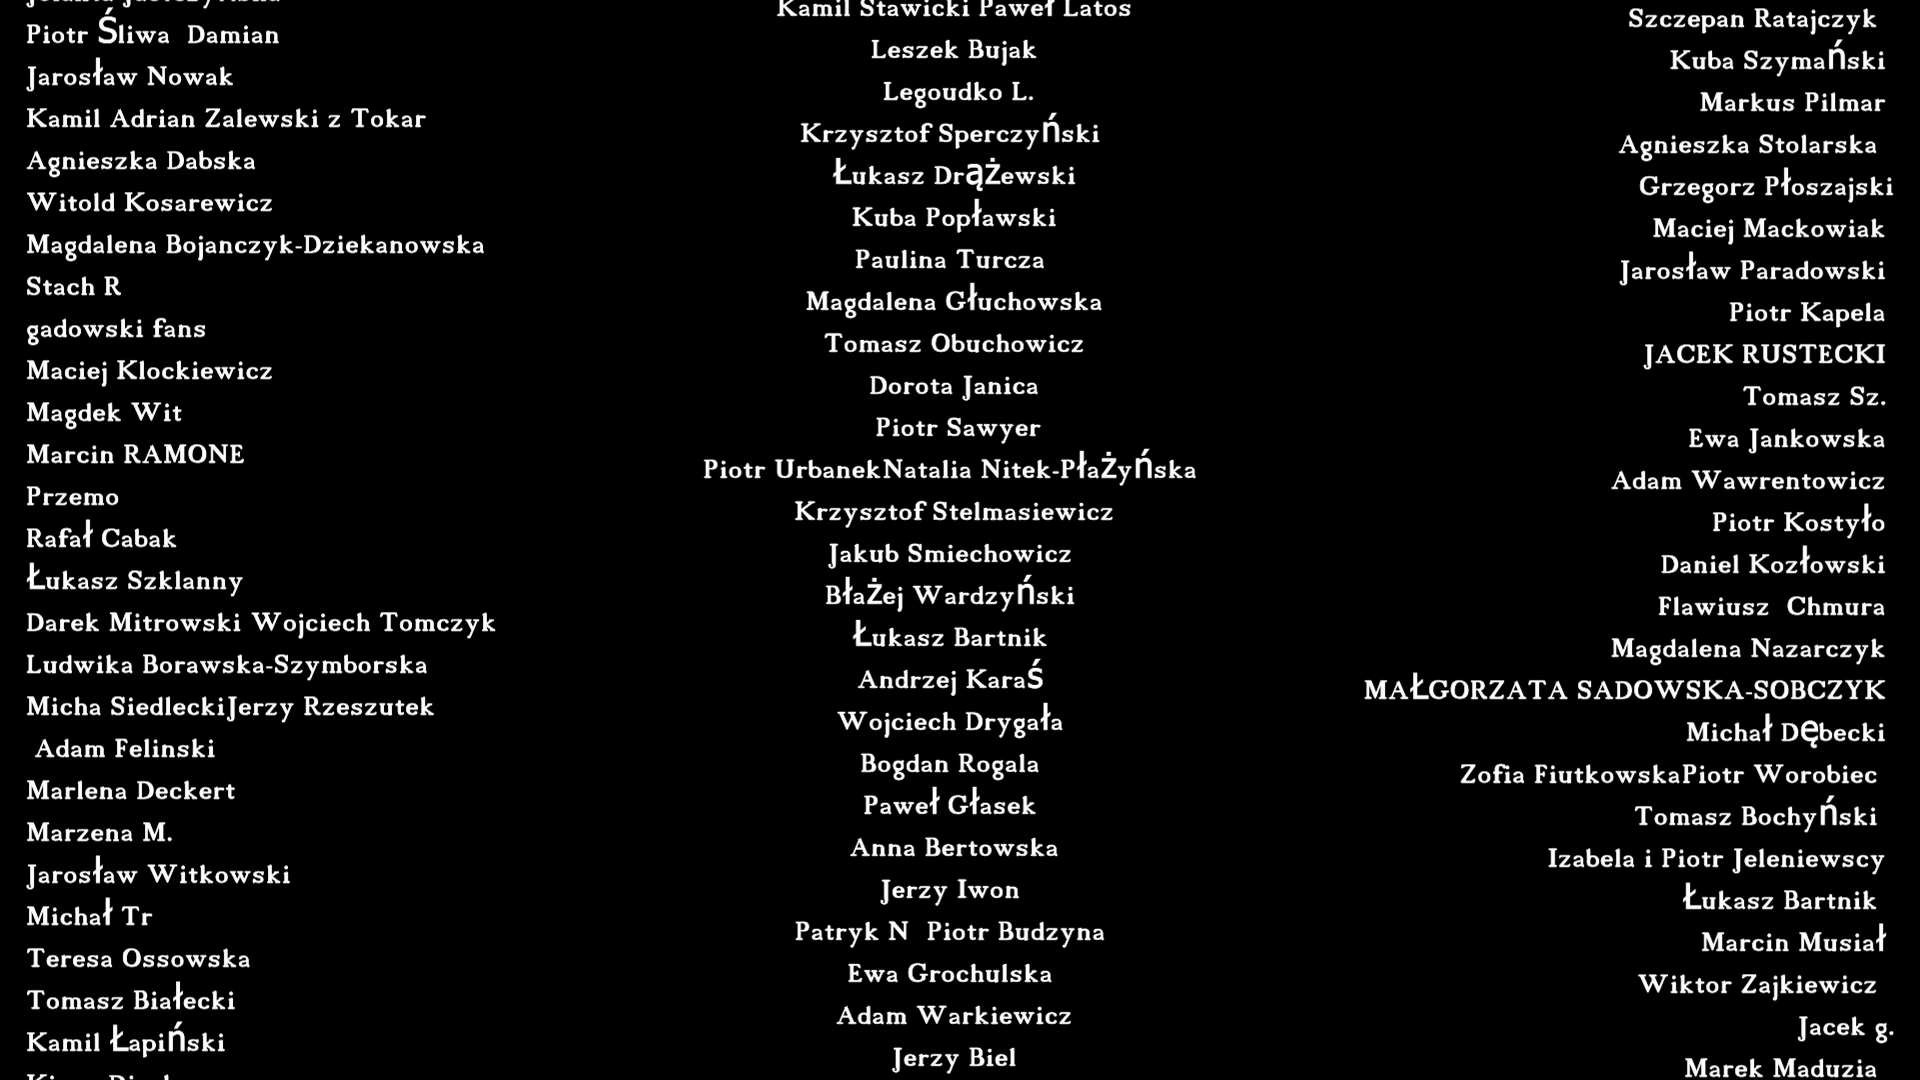 Piotr Śliwa  Damian
Jarosław Nowak
Kamil Adrian Zalewski z Tokar
Agnieszka Dabska
Witold Kosarewicz
Magdalena Bojanczyk-Dziekanowska
Stach R
gadowski fans
Maciej Klockiewicz
Magdek Wit
Marcin RAMONE
Przemo
Rafał Cabak
Łukasz Szklanny
Darek Mitrowski Wojciech Tomczyk
Ludwika Borawska-Szymborska
Micha SiedleckiJerzy Rzeszutek
Adam Felinski
Marlena Deckert
Marzena M.
Jarosław Witkowski
Michał Tr
Teresa Ossowska
Tomasz Białecki
Kamil Łapiński
Kamil Stawicki Paweł Latos
Leszek Bujak
Legoudko L.
Krzysztof Sperczyński
Łukasz Drążewski
Kuba Popławski
Paulina Turcza
Magdalena Głuchowska
Tomasz Obuchowicz
Dorota Janica
Piotr Sawyer
Piotr UrbanekNatalia Nitek-Płażyńska
Krzysztof Stelmasiewicz
Jakub Smiechowicz
Błażej Wardzyński
Łukasz Bartnik
Andrzej Karaś
Wojciech Drygała
Bogdan Rogala
Paweł Głasek
Anna Bertowska
Jerzy Iwon
Patryk N  Piotr Budzyna
Ewa Grochulska
Adam Warkiewicz
Jerzy Biel
Szczepan Ratajczyk
Kuba Szymański
Markus Pilmar
Agnieszka Stolarska
Grzegorz Płoszajski
Maciej Mackowiak
Jarosław Paradowski
Piotr Kapela
JACEK RUSTECKI
Tomasz Sz.
Ewa Jankowska
Adam Wawrentowicz
Piotr Kostyło
Daniel Kozłowski
Flawiusz  Chmura
Magdalena Nazarczyk
MAŁGORZATA SADOWSKA-SOBCZYK
Michał Dębecki
Zofia FiutkowskaPiotr Worobiec
Tomasz Bochyński
Izabela i Piotr Jeleniewscy
Łukasz Bartnik
Marcin Musiał
Wiktor Zajkiewicz
Jacek g.
Marek Maduzia